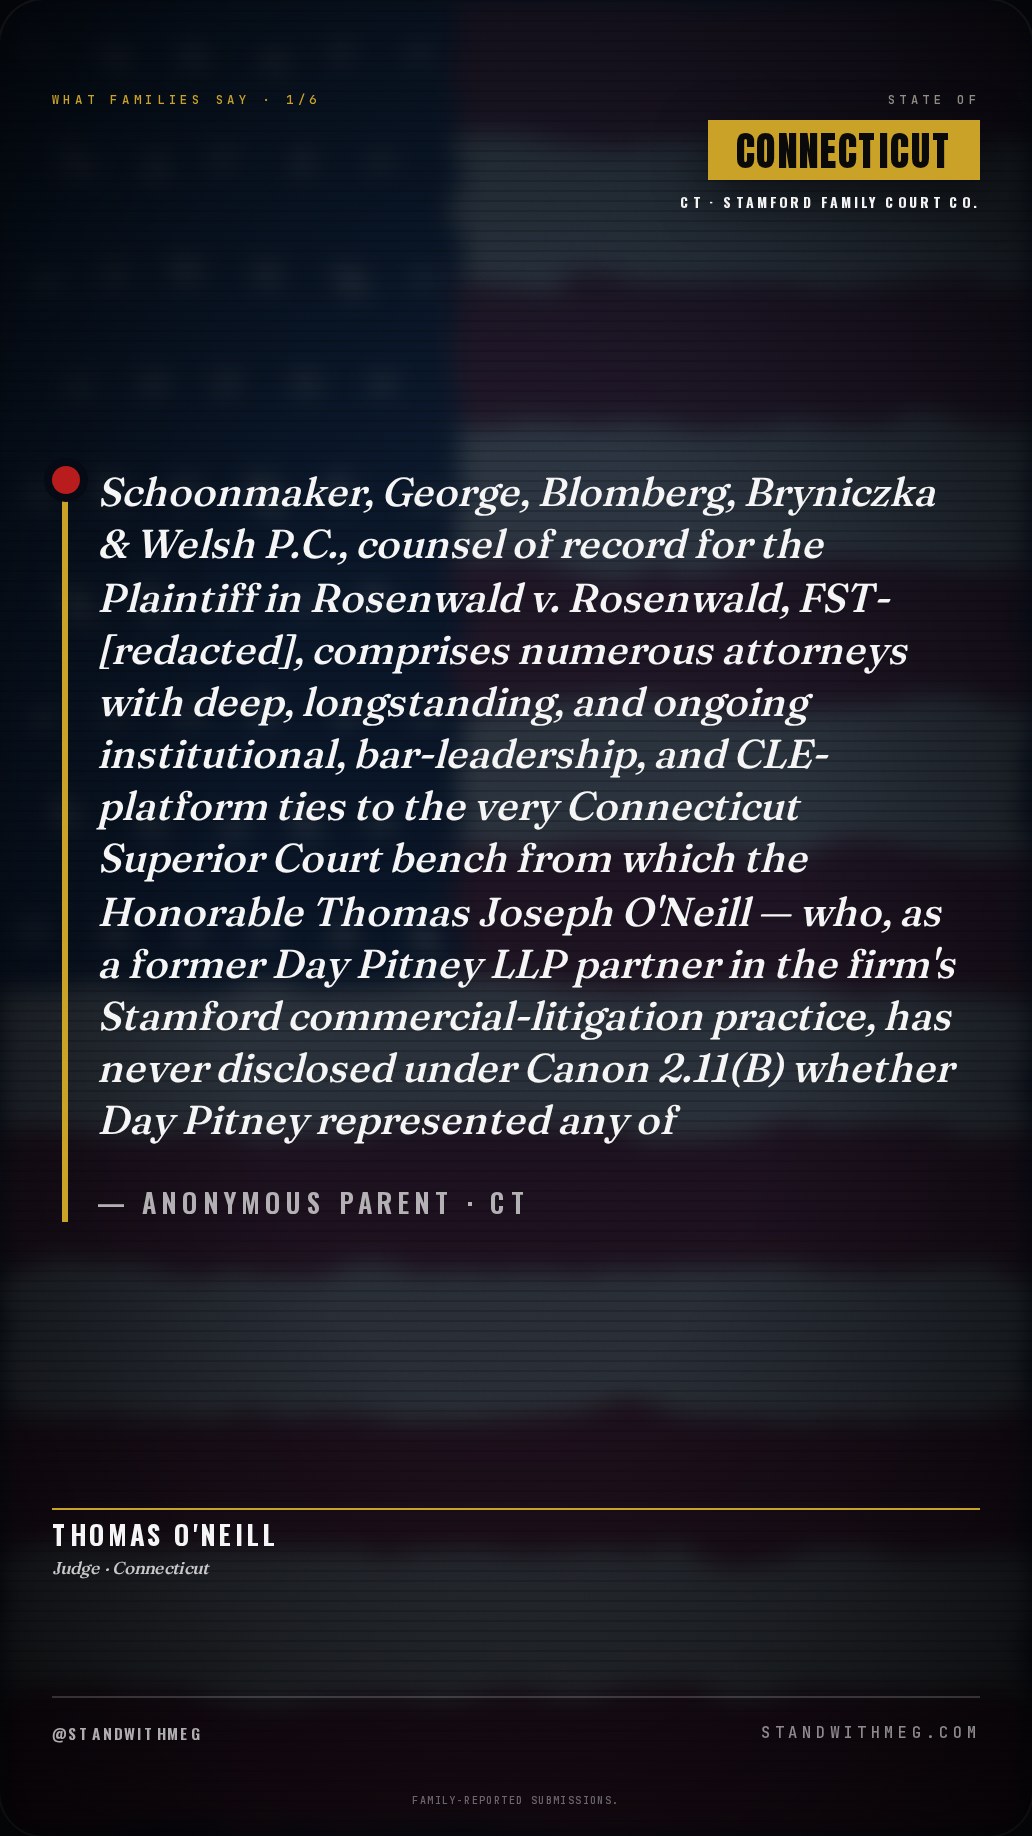 WHAT FAMILIES SAY · 1/6
STATE OF
CONNECTICUT
CT · STAMFORD FAMILY COURT CO.
Schoonmaker, George, Blomberg, Bryniczka
& Welsh P.C., counsel of record for the
Plaintiff in Rosenwald v. Rosenwald, FST-
[redacted], comprises numerous attorneys
with deep, longstanding, and ongoing
institutional, bar-leadership, and CLE-
platform ties to the very Connecticut
Superior Court bench from which the
Honorable Thomas Joseph O'Neill — who, as
a former Day Pitney LLP partner in the firm's
Stamford commercial-litigation practice, has
never disclosed under Canon 2.11(B) whether
Day Pitney represented any of
— ANONYMOUS PARENT · CT
THOMAS O'NEILL
Judge · Connecticut
@STANDWITHMEG
STANDWITHMEG.COM
FAMILY-REPORTED SUBMISSIONS.